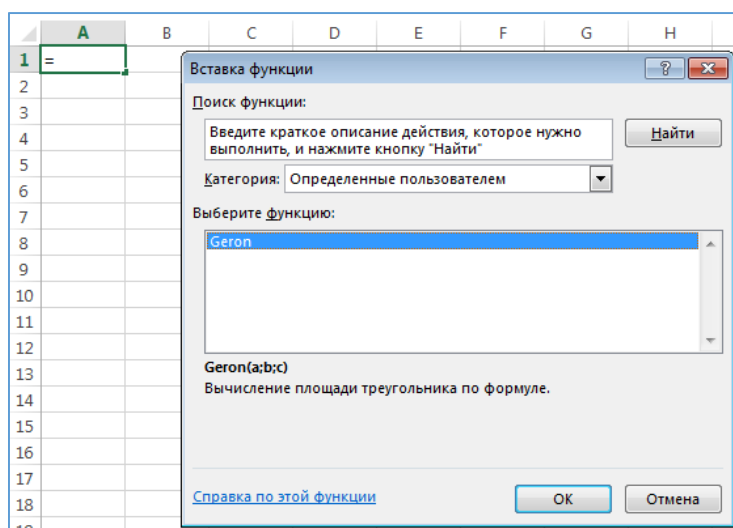 A B C D E F G H
1 =
Вставка функции
2
Поиск функции:
3
Введите краткое описание действия, которое нужно
выполнить, и нажмите кнопку "Найти"
Найти
4
5
Категория: Определенные пользователем
6
7
Выберите функцию:
8
Geron
9
10
11
12
13
Geron(a;b;c)
Вычисление площади треугольника по формуле.
14
15
16
17
Справка по этой функции
OK
Отмена
18
19